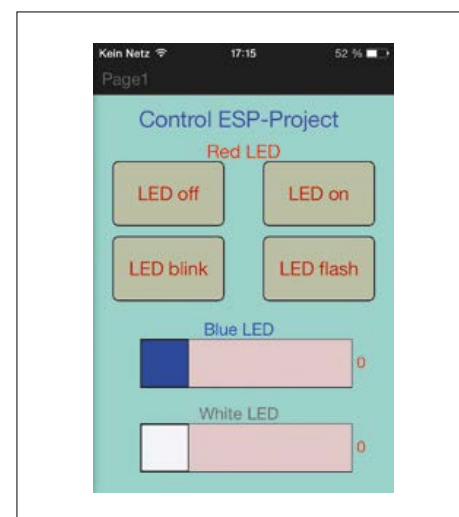 Kein Netz 17:15 52 %
Page1
Control ESP-Project
Red LED
LED off LED on
LED blink LED flash
Blue LED
0
White LED
0